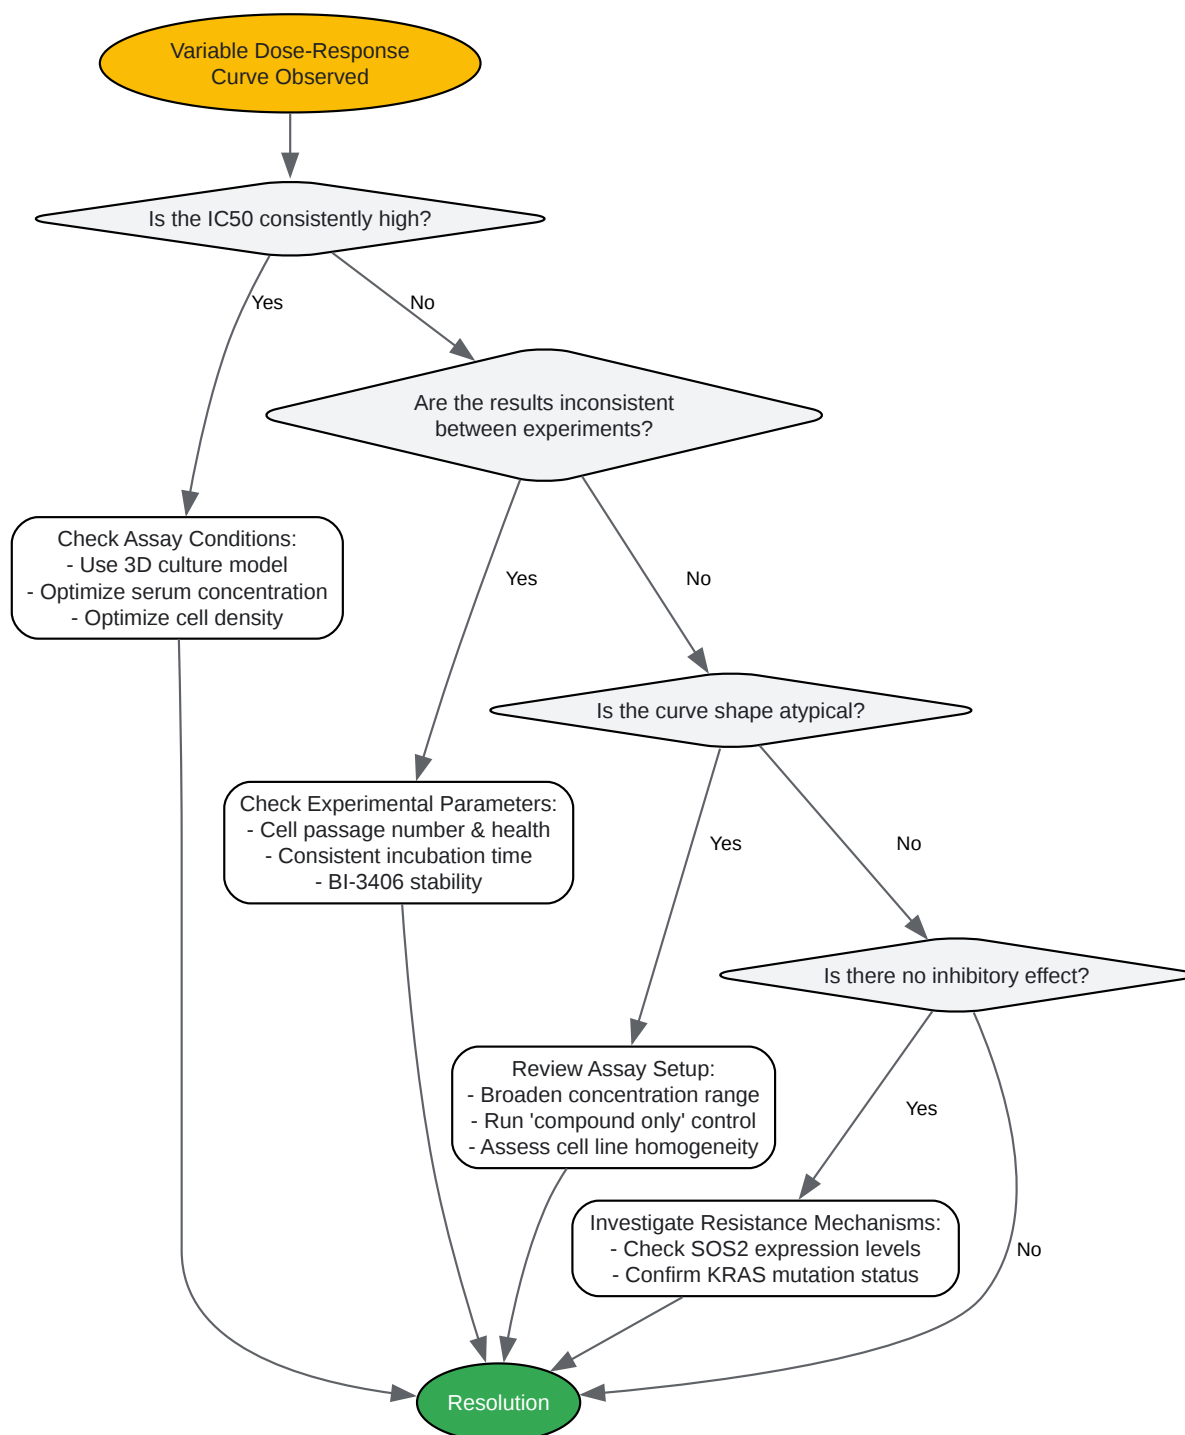 Variable Dose-Response
Curve Observed
Is the IC50 consistently high?
Yes
No
Are the results inconsistent
between experiments?
Check Assay Conditions:
- Use 3D culture model
- Optimize serum concentration
- Optimize cell density
Yes
No
Is the curve shape atypical?
Check Experimental Parameters:
- Cell passage number & health
- Consistent incubation time
- BI-3406 stability
Yes
No
Is there no inhibitory effect?
Review Assay Setup:
- Broaden concentration range
- Run 'compound only' control
- Assess cell line homogeneity
Yes
No
Investigate Resistance Mechanisms:
- Check SOS2 expression levels
- Confirm KRAS mutation status
Resolution